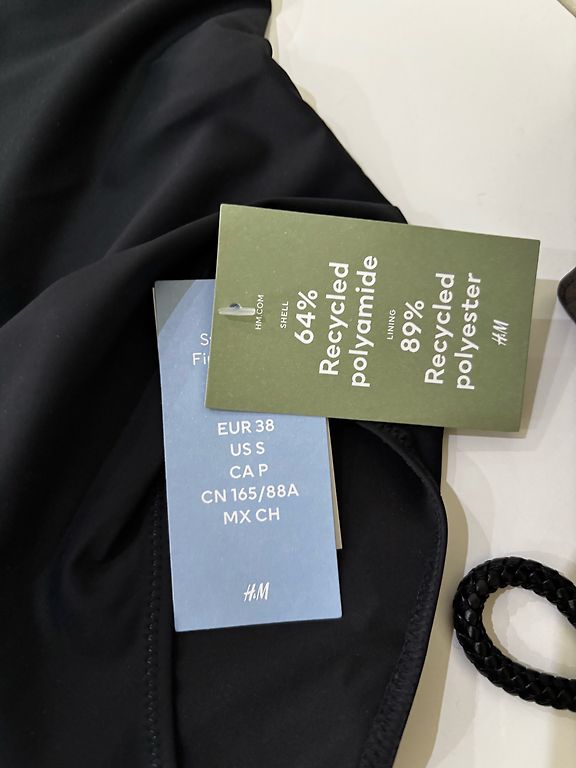 HM.COM
SHELL
64%
Recycled
polyamide
LINING
89%
Recycled
polyester
H&M
EUR 38
US S
CA P
CN 165/88A
MX CH
H&M